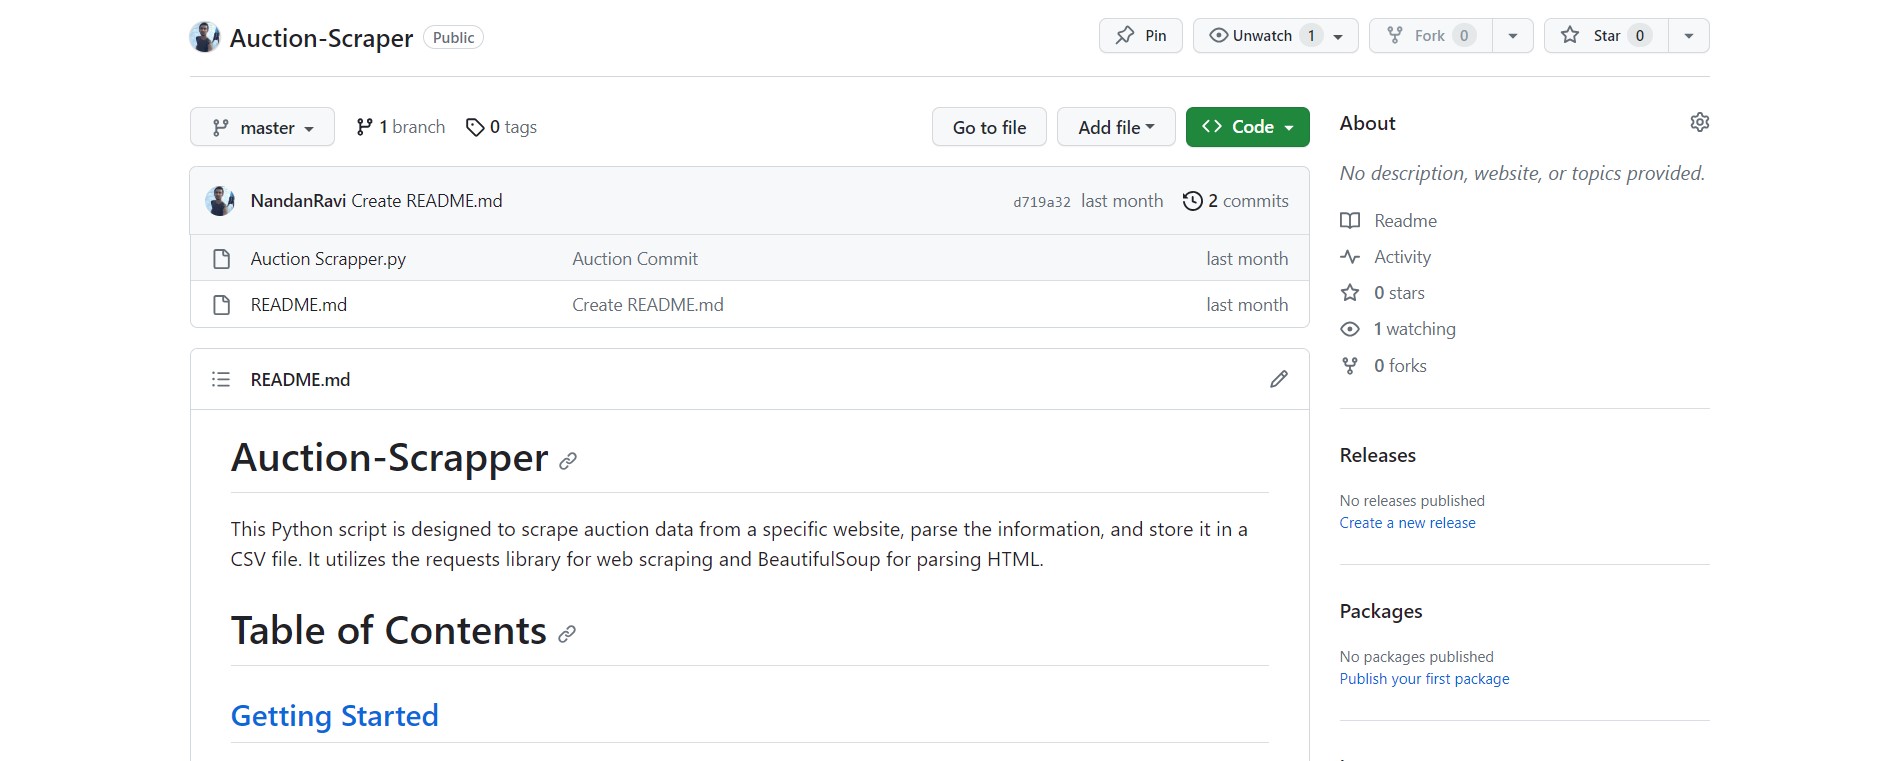 Auction-Scraper Public Pin Unwatch 1 Fork 0 Star 0
master 1 branch 0 tags Go to file Add file Code
NandanRavi Create README.md d719a32 last month 2 commits
Auction Scrapper.py Auction Commit last month
README.md Create README.md last month
README.md
Auction-Scrapper
This Python script is designed to scrape auction data from a specific website, parse the information, and store it in a
CSV file. It utilizes the requests library for web scraping and BeautifulSoup for parsing HTML.
Table of Contents
Getting Started
About
No description, website, or topics provided.
Readme
Activity
0 stars
1 watching
0 forks
Releases
No releases published
Create a new release
Packages
No packages published
Publish your first package